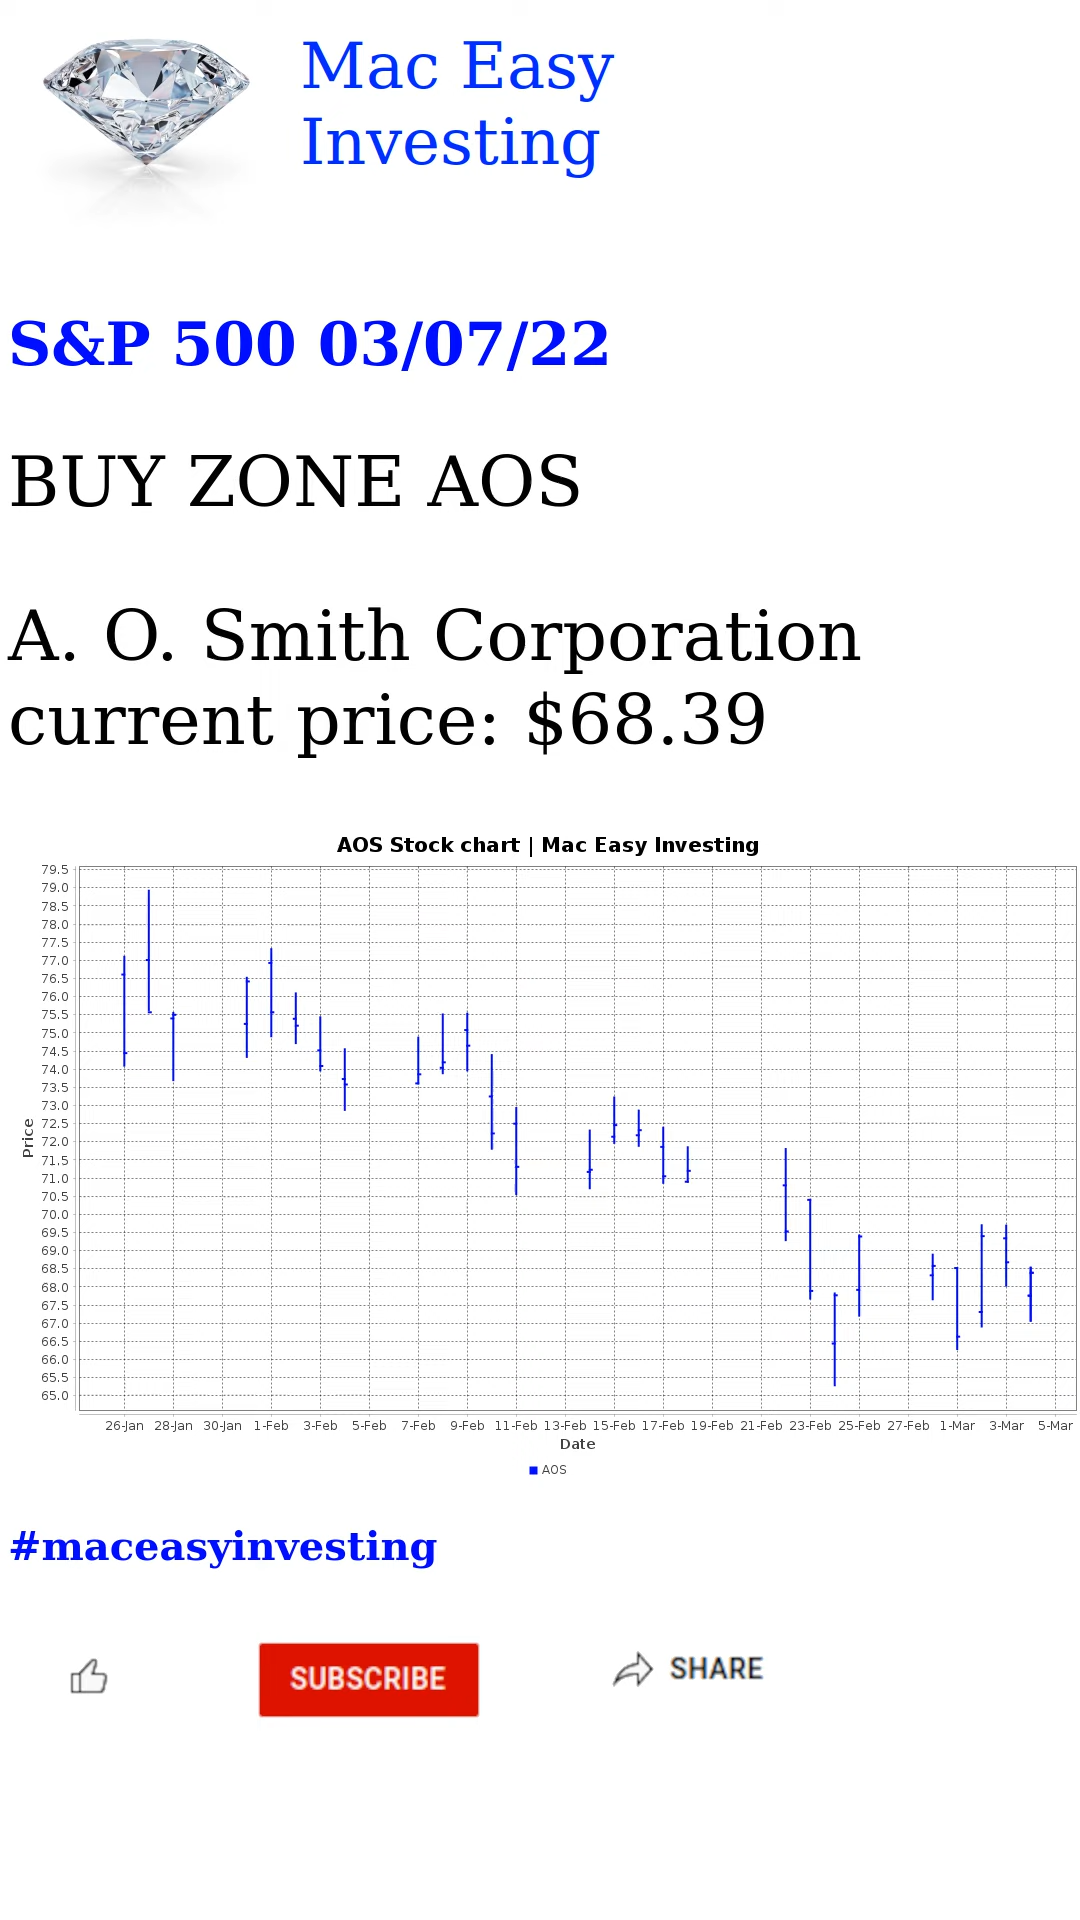 Mac Easy
Investing
S&P 500 03/07/22
BUY ZONE AOS
A. O. Smith Corporation
current price: $68.39
AOS Stock chart | Mac Easy Investing
79.5
79.0
78.5
78.0
77.5
77.0
76.5
76.0
75.5
75.0
74.5
74.0
73.5
73.0
72.5
72.0
71.5
71.0
70.5
70.0
69.5
69.0
68.5
68.0
67.5
67.0
66.5
66.0
65.5
65.0
Price
26-Jan 28-Jan 30-Jan 1-Feb 3-Feb 5-Feb 7-Feb 9-Feb 11-Feb 13-Feb 15-Feb 17-Feb 19-Feb 21-Feb 23-Feb 25-Feb 27-Feb 1-Mar 3-Mar 5-Mar
Date
AOS
#maceasyinvesting
SUBSCRIBE
SHARE